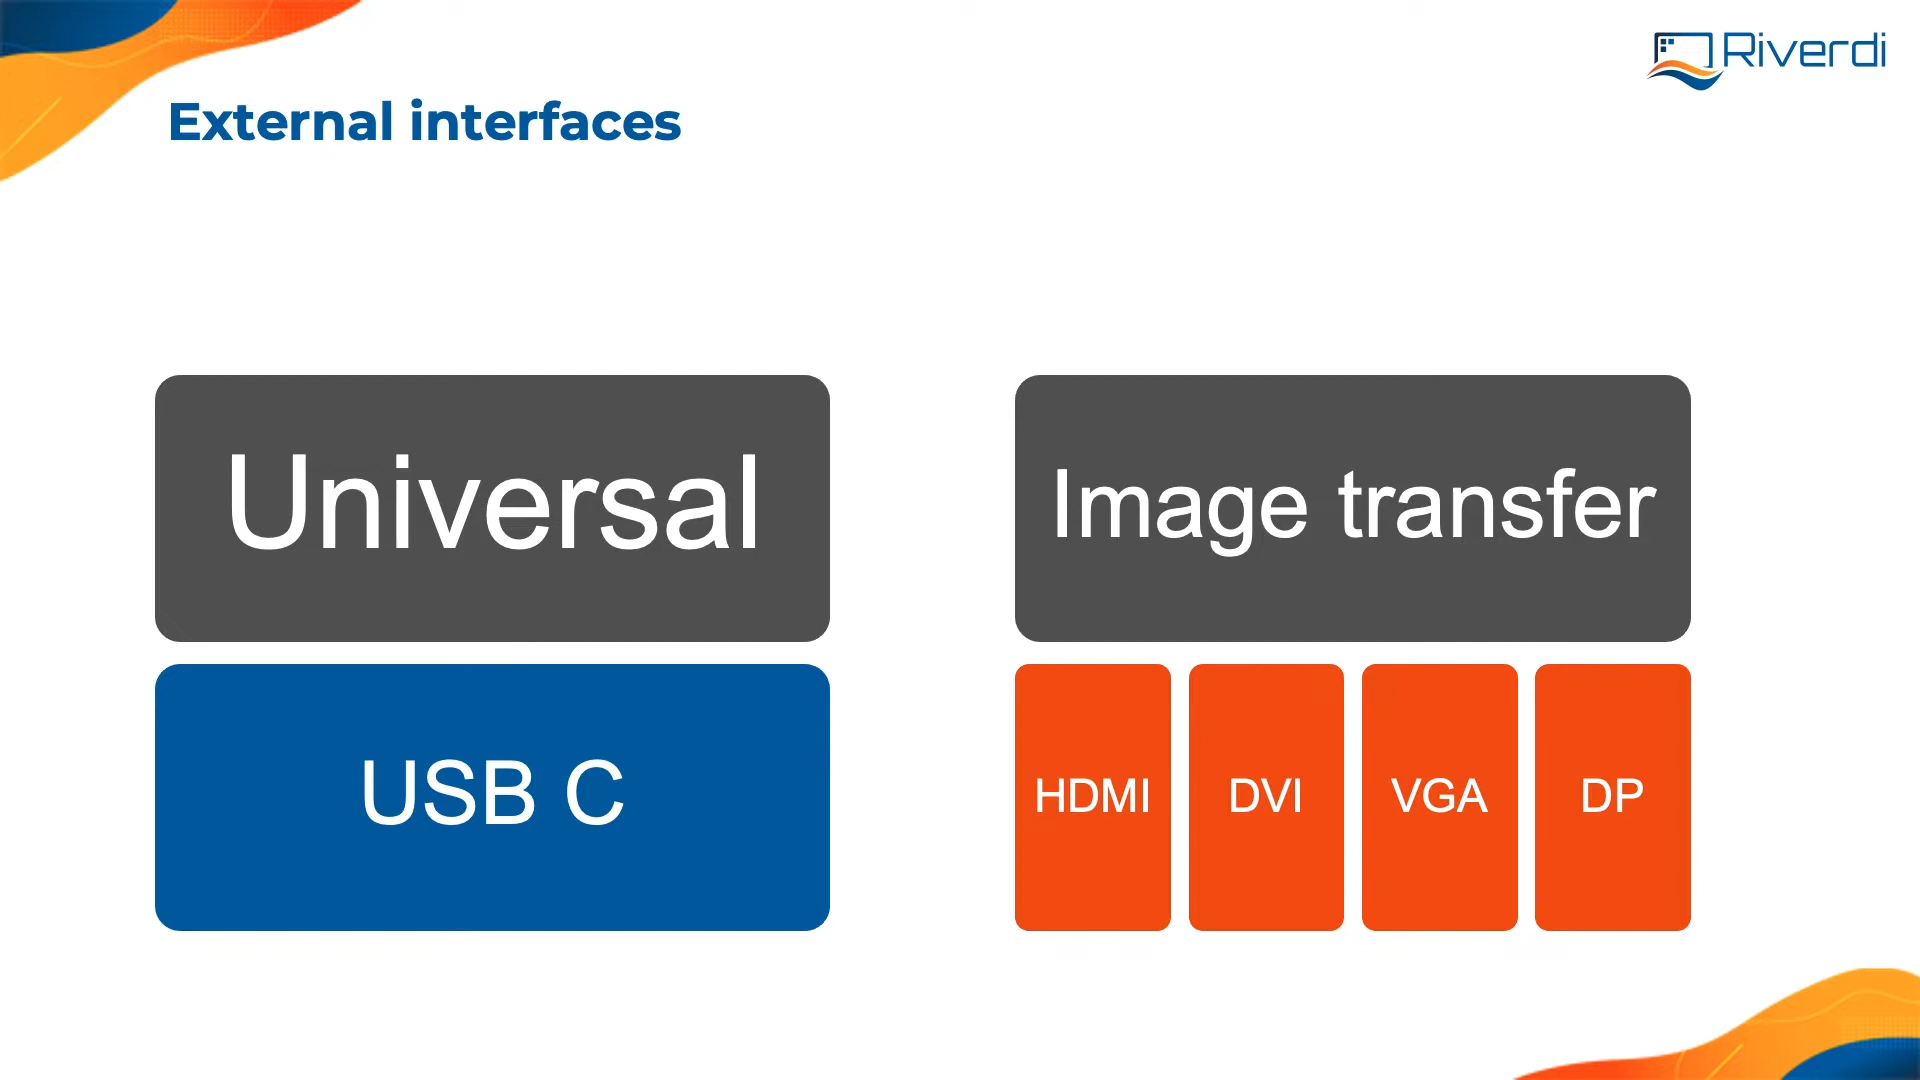 Riverdi
External interfaces
Universal
Image transfer
USB C
HDMI
DVI
VGA
DP